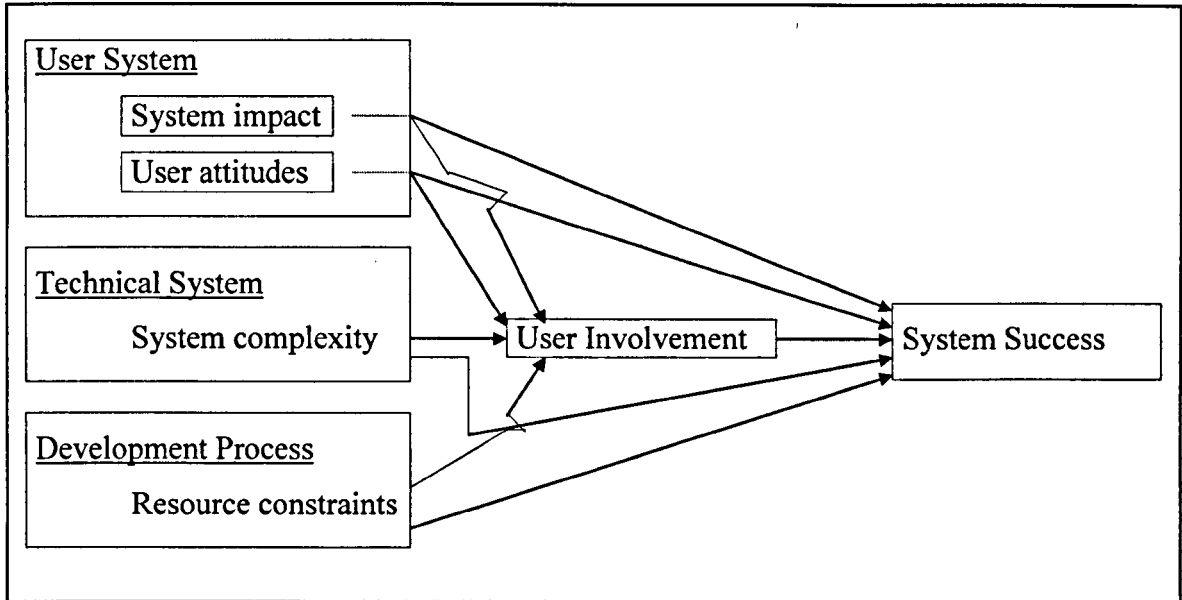 User System
System impact
User attitudes
Technical System
System complexity
User Involvement
System Success
Development Process
Resource constraints